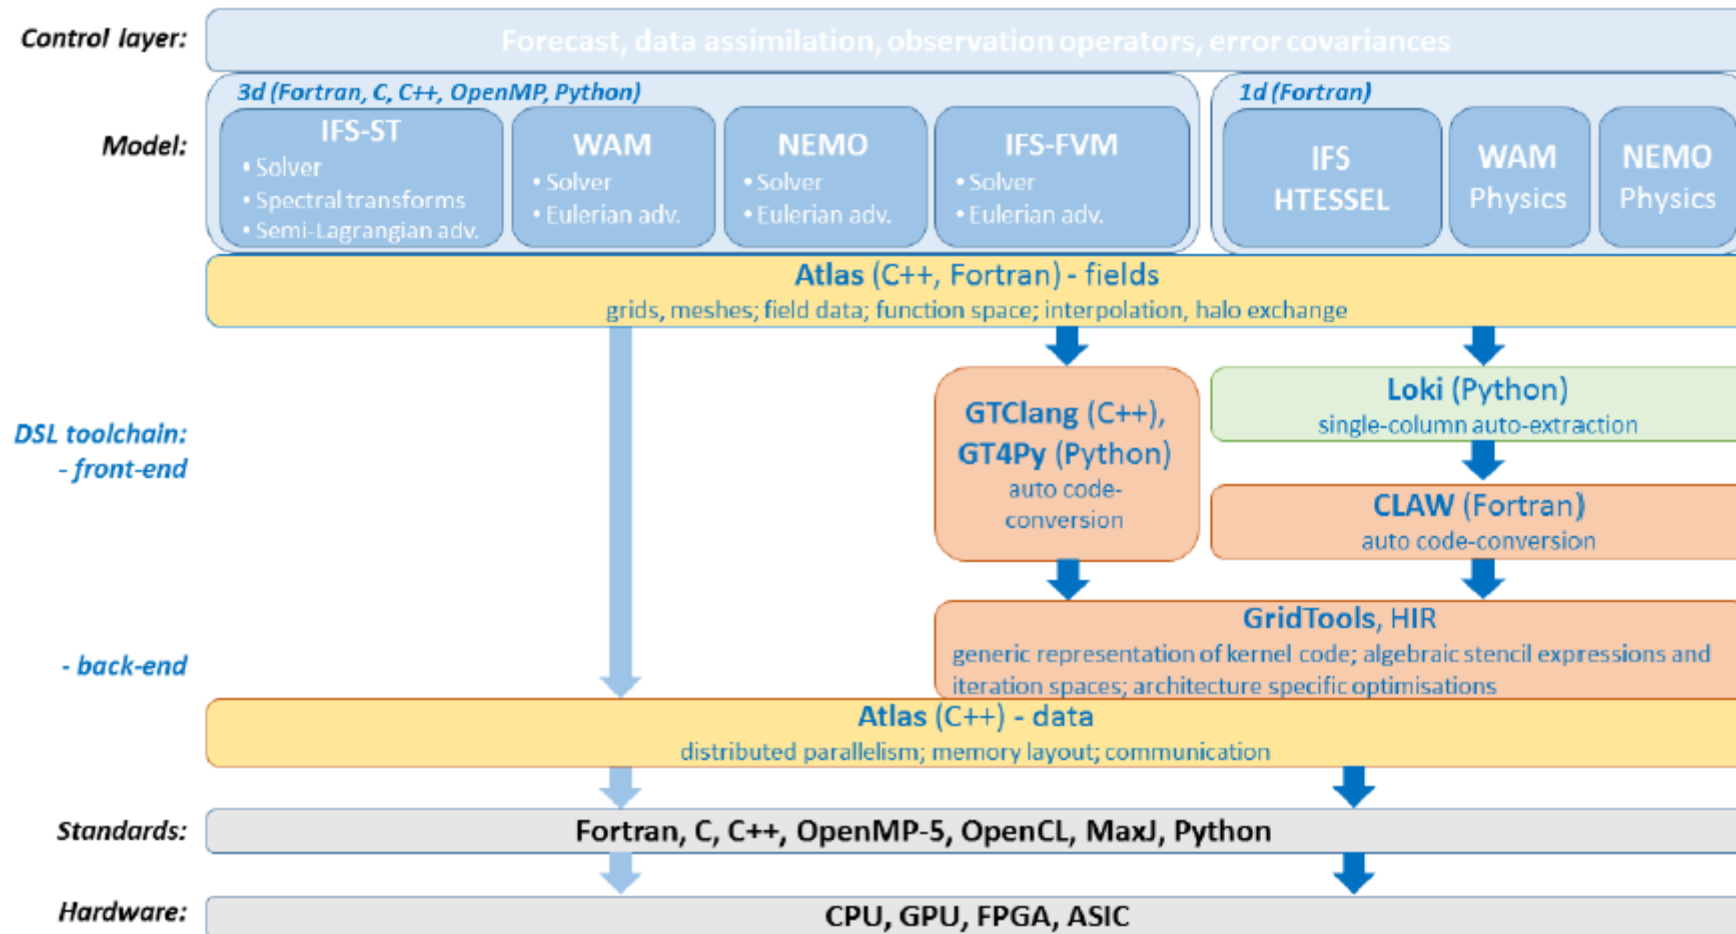 Control layer:
Forecast, data assimilation, observation operators, error covariances
Model:
3d (Fortran, C, C++, OpenMP, Python)
IFS-ST
• Solver
• Spectral transforms
• Semi-Lagrangian adv.
WAM
• Solver
• Eulerian adv.
NEMO
• Solver
• Eulerian adv.
IFS-FVM
• Solver
• Eulerian adv.
1d (Fortran)
IFS
HTESSEL
WAM
Physics
NEMO
Physics
Atlas (C++, Fortran) - fields
grids, meshes; field data; function space; interpolation, halo exchange
DSL toolchain:
- front-end
GTClang (C++),
GT4Py (Python)
auto code-
conversion
Loki (Python)
single-column auto-extraction
CLAW (Fortran)
auto code-conversion
- back-end
GridTools, HIR
generic representation of kernel code; algebraic stencil expressions and
iteration spaces; architecture specific optimisations
Atlas (C++) - data
distributed parallelism; memory layout; communication
Standards:
Fortran, C, C++, OpenMP-5, OpenCL, MaxJ, Python
Hardware:
CPU, GPU, FPGA, ASIC